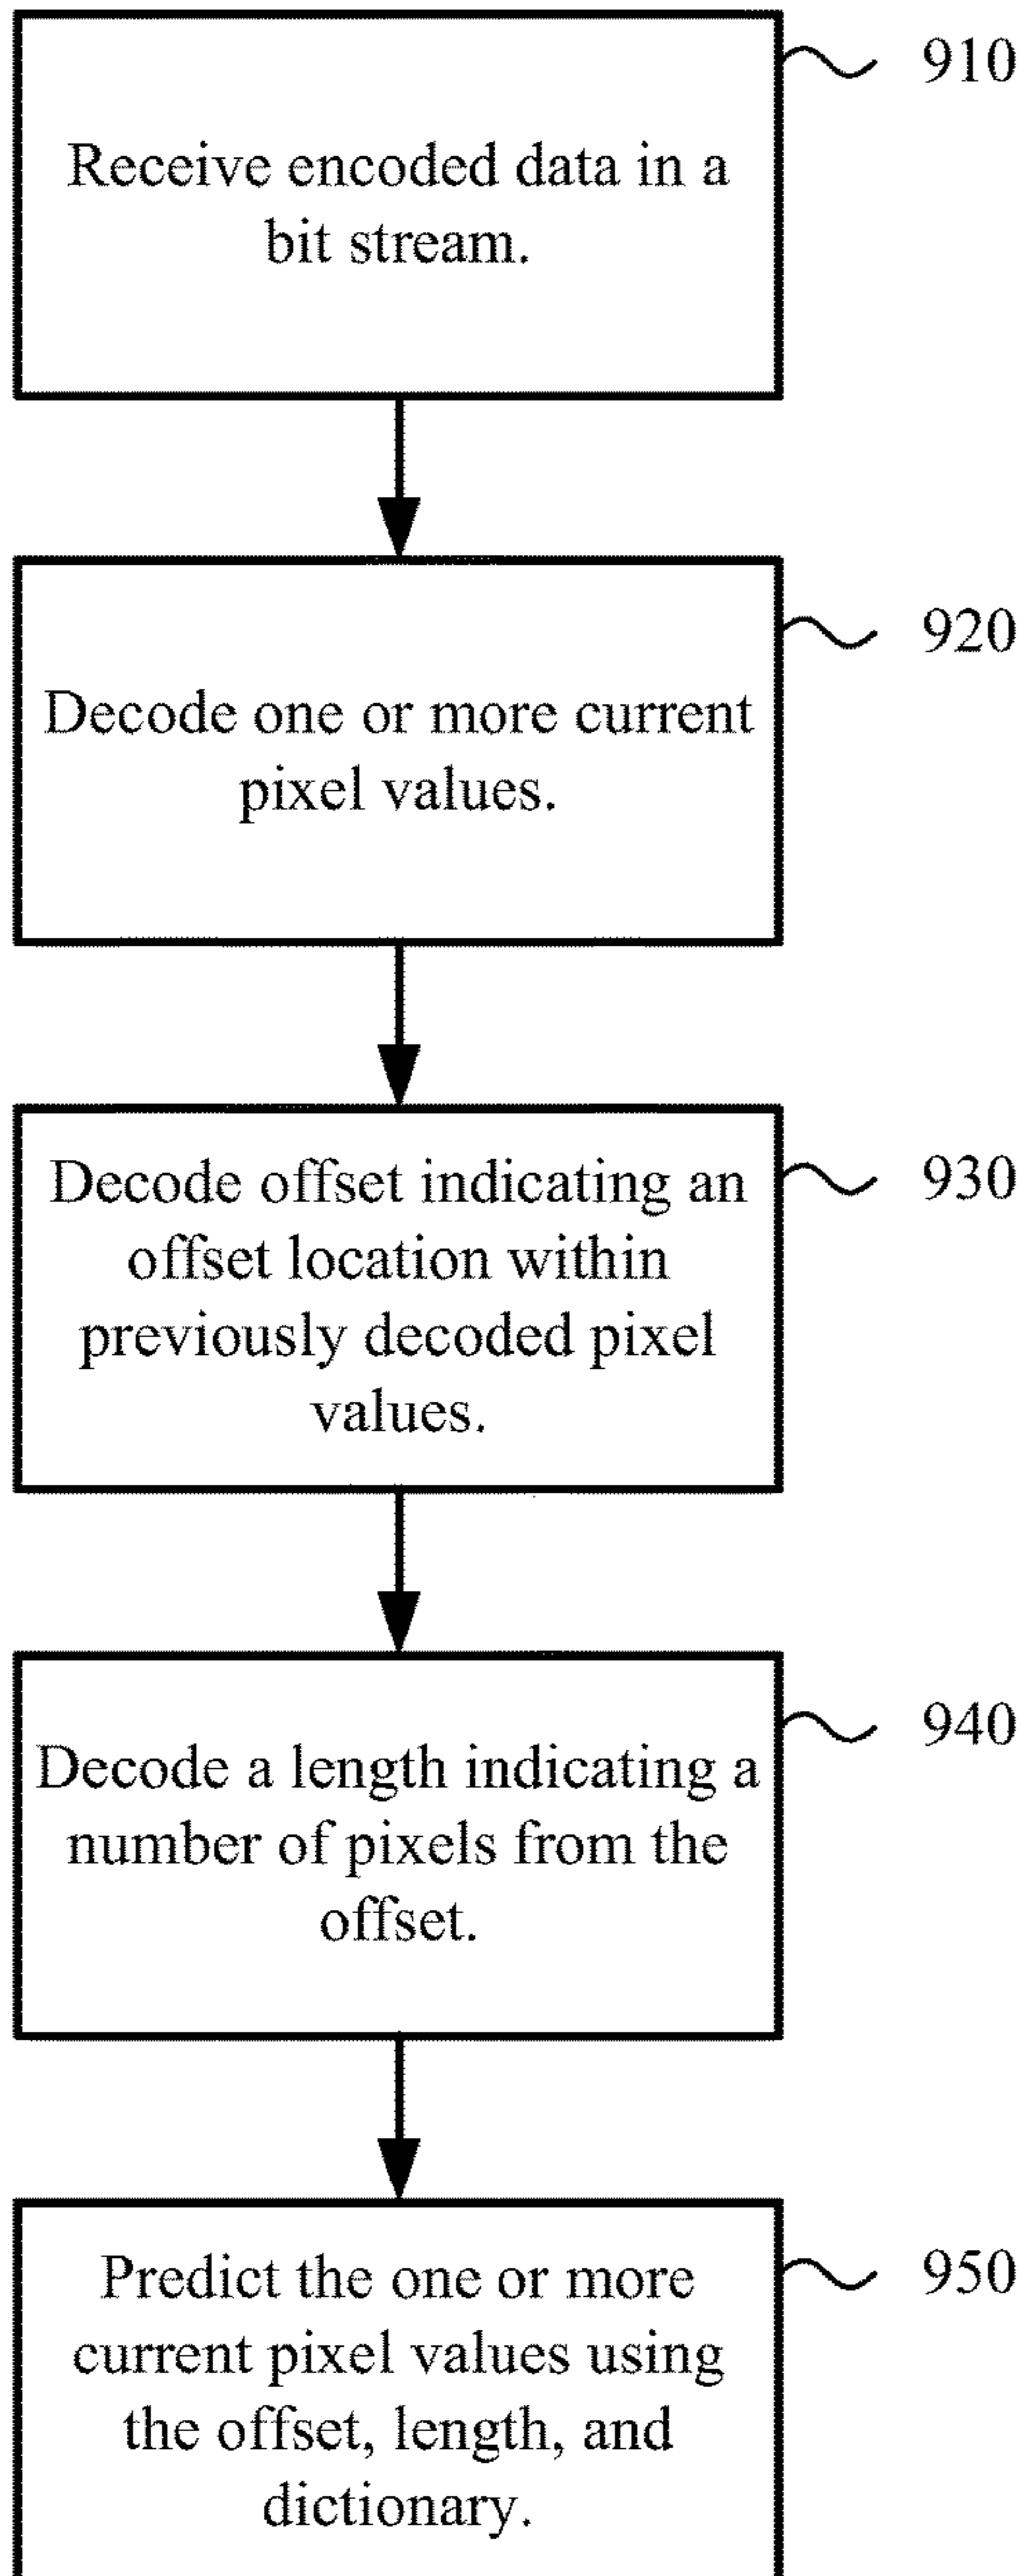 910
Receive encoded data in a
bit stream.
920
Decode one or more current
pixel values.
930
Decode offset indicating an
offset location within
previously decoded pixel
values.
940
Decode a length indicating a
number of pixels from the
offset.
950
Predict the one or more
current pixel values using
the offset, length, and
dictionary.